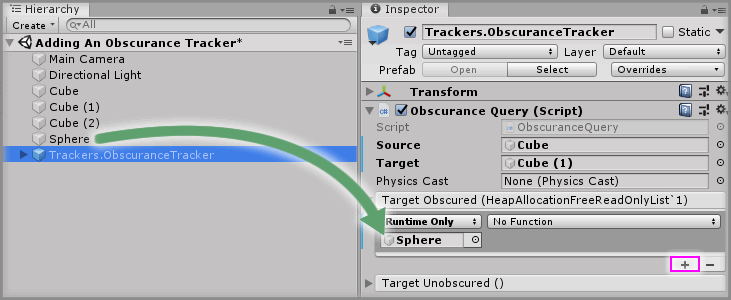 Hierarchy
Create
All
Adding An Obscurance Tracker*
Main Camera
Directional Light
Cube
Cube (1)
Cube (2)
Sphere
Trackers.ObscuranceTracker
Inspector
Trackers.ObscuranceTracker
Static
Tag Untagged Layer Default
Prefab Open Select Overrides
Transform
Obscurance Query (Script)
Script ObscuranceQuery
Source Cube
Target Cube (1)
Physics Cast None (Physics Cast)
Target Obscured (HeapAllocationFreeReadOnlyList`1)
Runtime Only No Function
Sphere
Target Unobscured ()